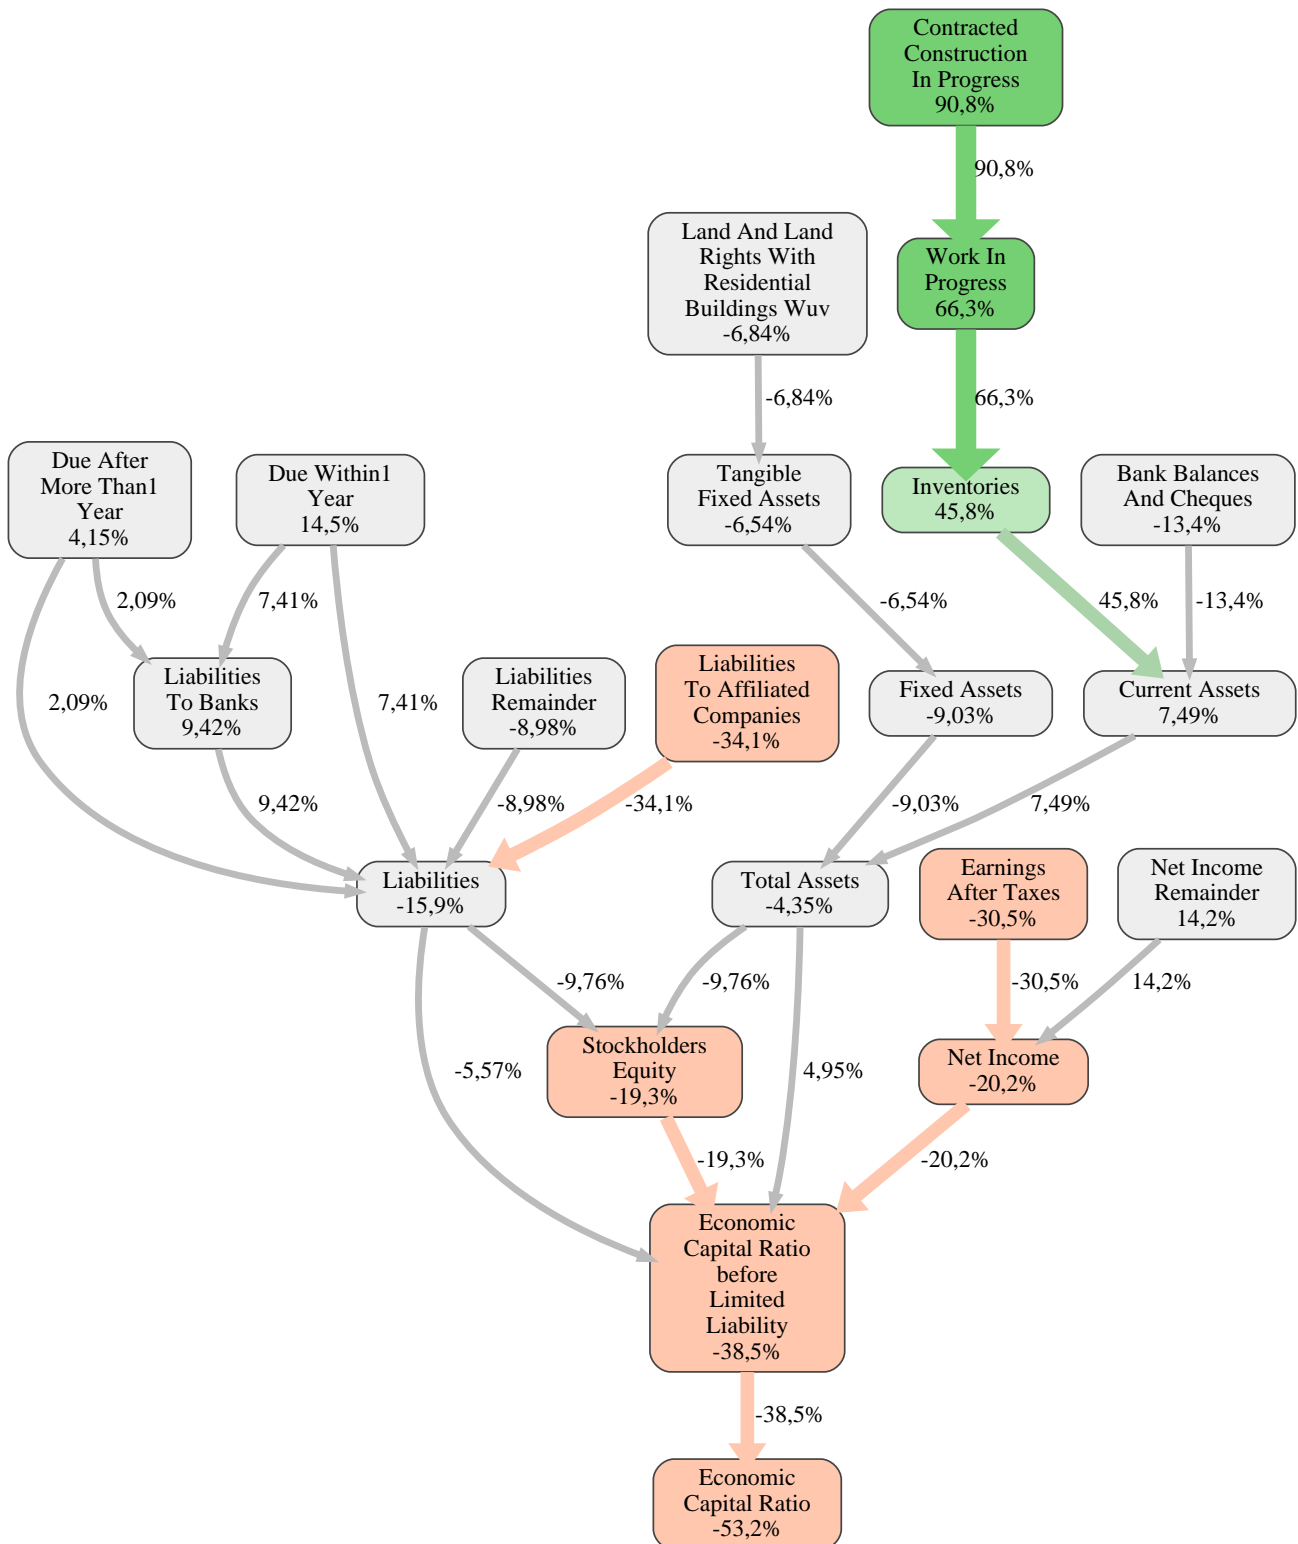 Contracted
Construction
In Progress
90,8%
90,8%
Land And Land
Rights With
Residential
Buildings Wuv
-6,84%
Work In
Progress
66,3%
-6,84%
66,3%
Due After
More Than1
Year
4,15%
Due Within1
Year
14,5%
Tangible
Fixed Assets
-6,54%
Inventories
45,8%
Bank Balances
And Cheques
-13,4%
2,09%
7,41%
-6,54%
45,8%
-13,4%
2,09%
Liabilities
To Banks
9,42%
7,41%
Liabilities
Remainder
-8,98%
Liabilities
To Affiliated
Companies
-34,1%
Fixed Assets
-9,03%
Current Assets
7,49%
9,42%
-8,98%
-34,1%
-9,03%
7,49%
Liabilities
-15,9%
Total Assets
-4,35%
Earnings
After Taxes
-30,5%
Net Income
Remainder
14,2%
-9,76%
-9,76%
-30,5%
14,2%
-5,57%
Stockholders
Equity
-19,3%
4,95%
Net Income
-20,2%
-19,3%
-20,2%
Economic
Capital Ratio
before
Limited
Liability
-38,5%
-38,5%
Economic
Capital Ratio
-53,2%